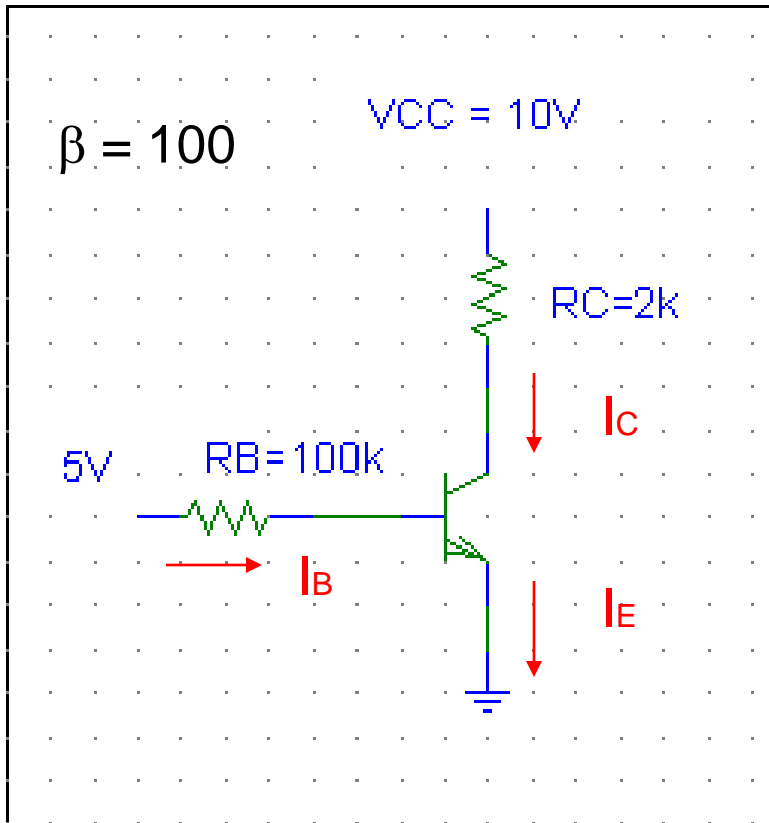 VCC = 10V
β = 100
RC=2k
IC
5V
RB=100k
IB
IE